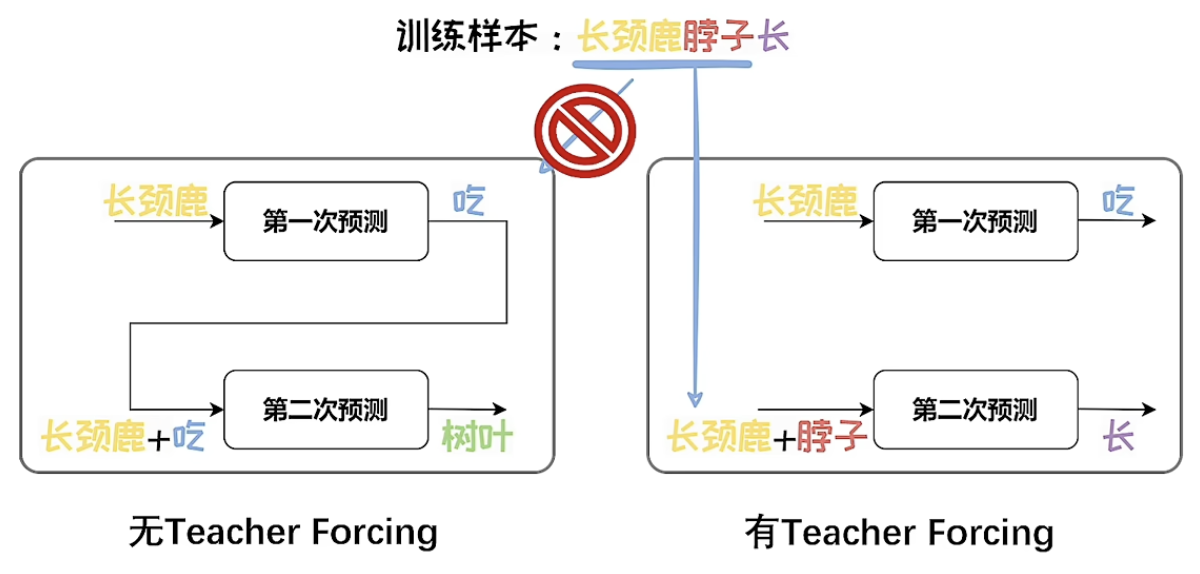 训练样本：长颈鹿脖子长
长颈鹿
第一次预测
吃
长颈鹿+吃
第二次预测
树叶
无Teacher Forcing
长颈鹿
第一次预测
吃
长颈鹿+脖子
第二次预测
长
有Teacher Forcing